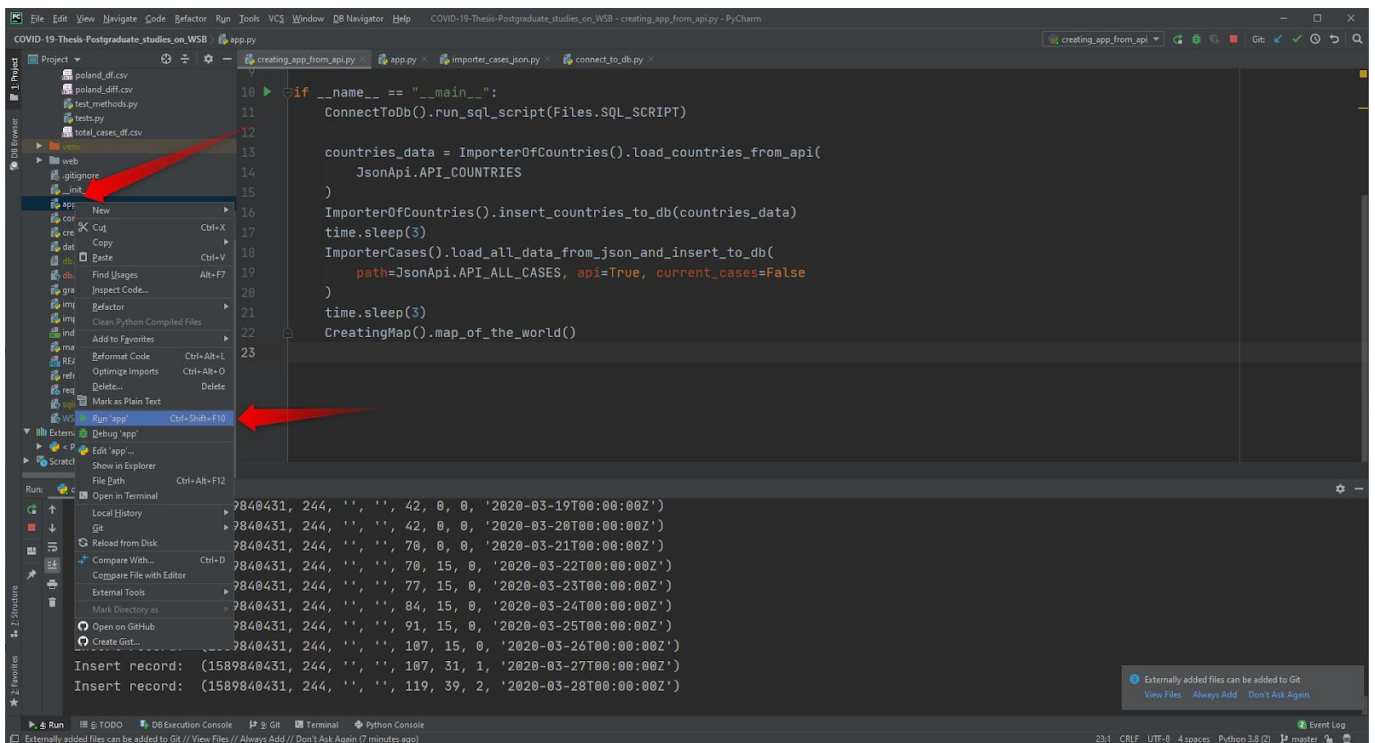 File Edit View Navigate Code Refactor Run Tools VCS Window DB Navigator Help COVID-19-Thesis-Postgraduate_studies_on_WSB - creating_app_from_api.py - PyCharm
COVID-19-Thesis-Postgraduate_studies_on_WSB app.py creating_app_from_api Git:
Project
creating_app_from_api.py app.py importer_cases_json.py connect_to_db.py
1: Project
DB Browser
Z: Structure
2: Favorites
poland_df.csv
poland_diff.csv
test_methods.py
tests.py
total_cases_df.csv
venv
web
.gitignore
__init_
app
New
Cut Ctrl+X
Copy
Paste Ctrl+V
Find Usages Alt+F7
Inspect Code...
Refactor
Clean Python Compiled Files
Add to Favorites
Reformat Code Ctrl+Alt+L
Optimize Imports Ctrl+Alt+O
Delete... Delete
Mark as Plain Text
Run 'app' Ctrl+Shift+F10
Debug 'app'
Edit 'app'...
Show in Explorer
File Path Ctrl+Alt+F12
Open in Terminal
Local History
Git
Reload from Disk
Compare With... Ctrl+D
Compare File with Editor
External Tools
Mark Directory as
Open on GitHub
Create Gist...
9
10 if __name__ == "__main__":
11 ConnectToDb().run_sql_script(Files.SQL_SCRIPT)
12
13 countries_data = ImporterOfCountries().load_countries_from_api(
14 JsonApi.API_COUNTRIES
15 )
16 ImporterOfCountries().insert_countries_to_db(countries_data)
17 time.sleep(3)
18 ImporterCases().load_all_data_from_json_and_insert_to_db(
19 path=JsonApi.API_ALL_CASES, api=True, current_cases=False
20 )
21 time.sleep(3)
22 CreatingMap().map_of_the_world()
23
Run:
9840431, 244, '', '', 42, 0, 0, '2020-03-19T00:00:00Z')
9840431, 244, '', '', 42, 0, 0, '2020-03-20T00:00:00Z')
9840431, 244, '', '', 70, 0, 0, '2020-03-21T00:00:00Z')
9840431, 244, '', '', 70, 15, 0, '2020-03-22T00:00:00Z')
9840431, 244, '', '', 77, 15, 0, '2020-03-23T00:00:00Z')
9840431, 244, '', '', 84, 15, 0, '2020-03-24T00:00:00Z')
9840431, 244, '', '', 91, 15, 0, '2020-03-25T00:00:00Z')
9840431, 244, '', '', 107, 15, 0, '2020-03-26T00:00:00Z')
Insert record: (1589840431, 244, '', '', 107, 31, 1, '2020-03-27T00:00:00Z')
Insert record: (1589840431, 244, '', '', 119, 39, 2, '2020-03-28T00:00:00Z')
Externally added files can be added to Git
View Files Always Add Don't Ask Again
4: Run 6: TODO DB Execution Console 9: Git Terminal Python Console 2 Event Log
Externally added files can be added to Git // View Files // Always Add // Don't Ask Again (7 minutes ago) 23:1 CRLF UTF-8 4 spaces Python 3.8 (2) master